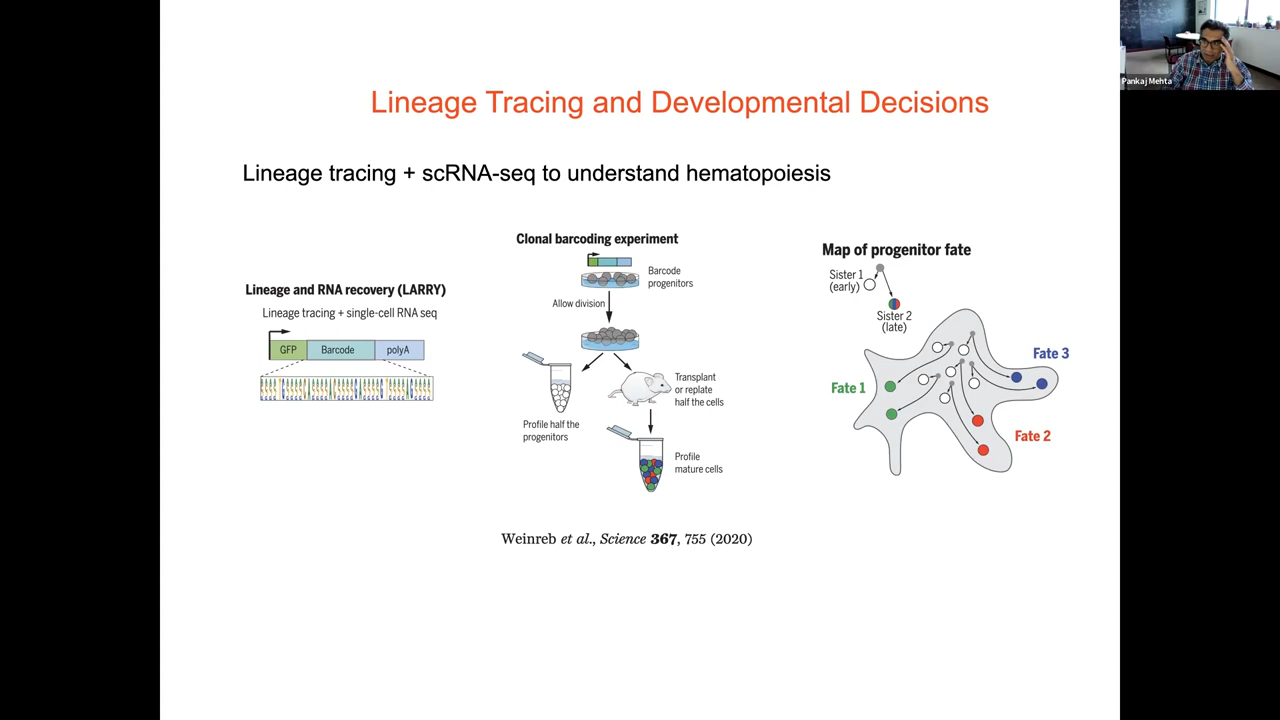 Pankaj Mehta
Lineage Tracing and Developmental Decisions
Lineage tracing + scRNA-seq to understand hematopoiesis
Lineage and RNA recovery (LARRY)
Lineage tracing + single-cell RNA seq
GFP Barcode polyA
Clonal barcoding experiment
Barcode
progenitors
Allow division
Transplant
or replate
half the cells
Profile half the
progenitors
Profile
mature cells
Map of progenitor fate
Sister 1
(early)
Sister 2
(late)
Fate 3
Fate 1
Fate 2
Weinreb et al., Science 367, 755 (2020)